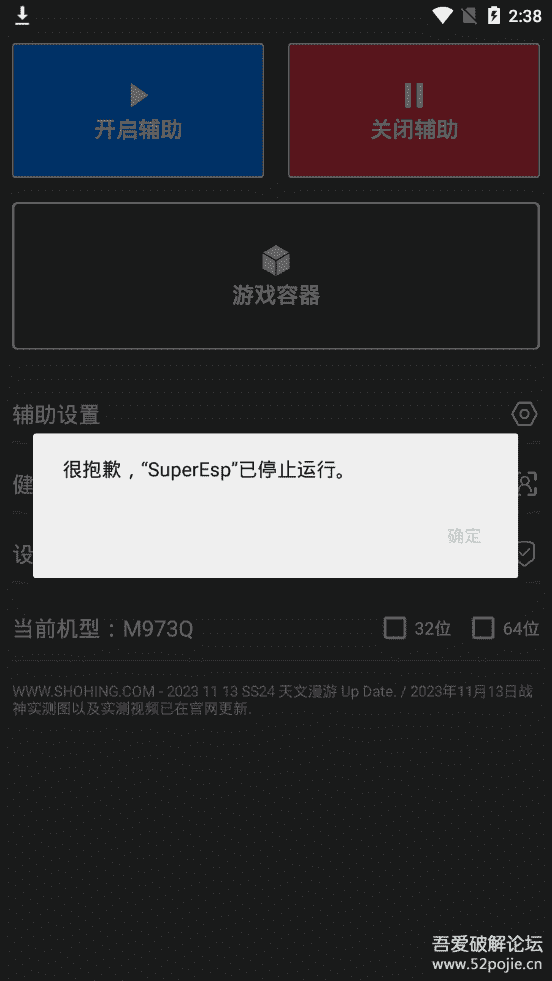 2:38
开启辅助
关闭辅助
游戏容器
辅助设置
很抱歉，“SuperEsp”已停止运行。
健
确定
设
当前机型：M973Q
32位
64位
WWW.SHOHING.COM - 2023 11 13 SS24 天文漫游 Up Date. / 2023年11月13日战
神实测图以及实测视频已在官网更新.
吾爱破解论坛
www.52pojie.cn